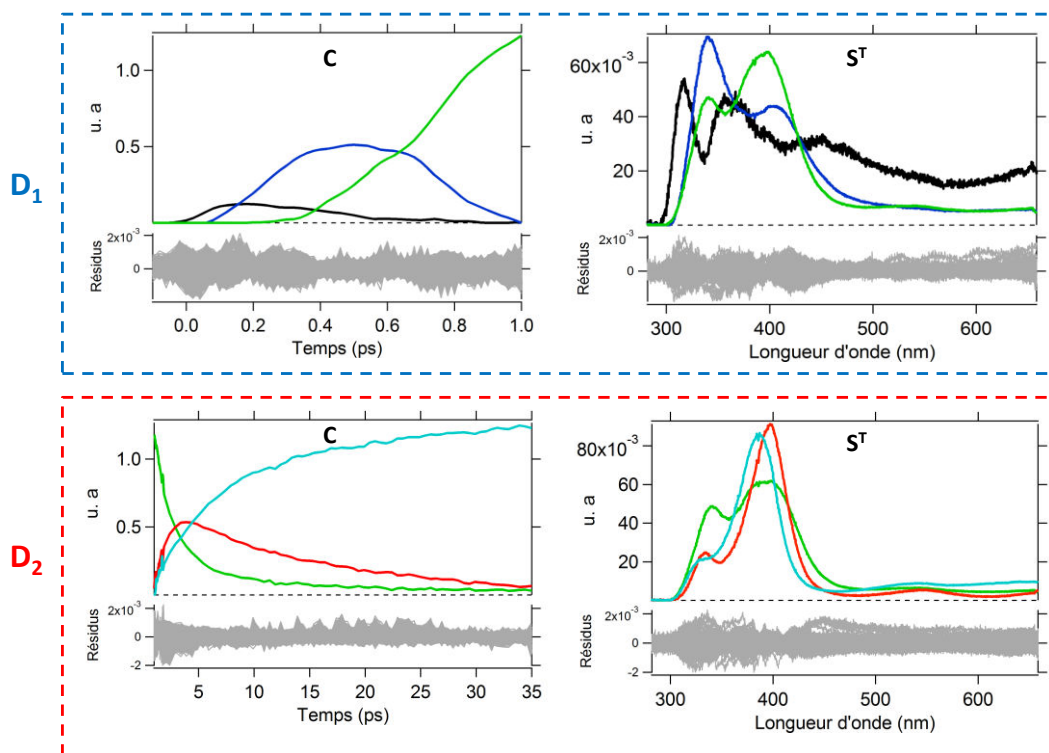 C
1.0
0.5
u. a
Résidus
2x10⁻³
0
0.0 0.2 0.4 0.6 0.8 1.0
Temps (ps)
Sᵀ
60x10⁻³
40
20
u. a
Résidus
2x10⁻³
0
300 400 500 600
Longueur d'onde (nm)
D₁
C
1.0
0.5
u. a
Résidus
2x10⁻³
0
-2
5 10 15 20 25 30 35
Temps (ps)
Sᵀ
80x10⁻³
60
40
20
u. a
Résidus
2x10⁻³
0
-2
300 400 500 600
Longueur d'onde (nm)
D₂